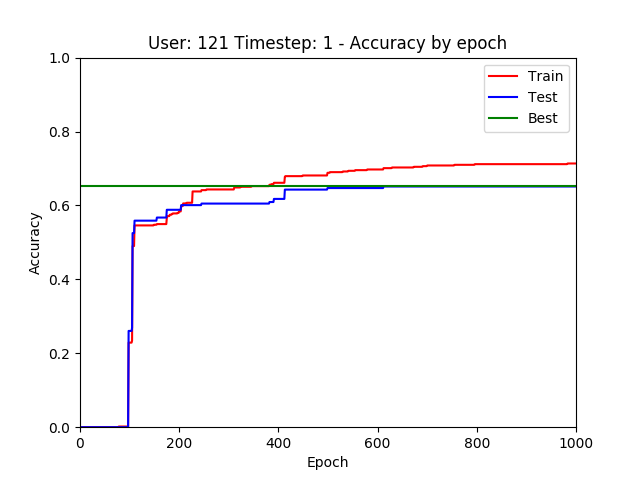 User: 121 Timestep: 1 - Accuracy by epoch
1.0
0.8
0.6
0.4
0.2
0.0
Accuracy
Train
Test
Best
0 200 400 600 800 1000
Epoch